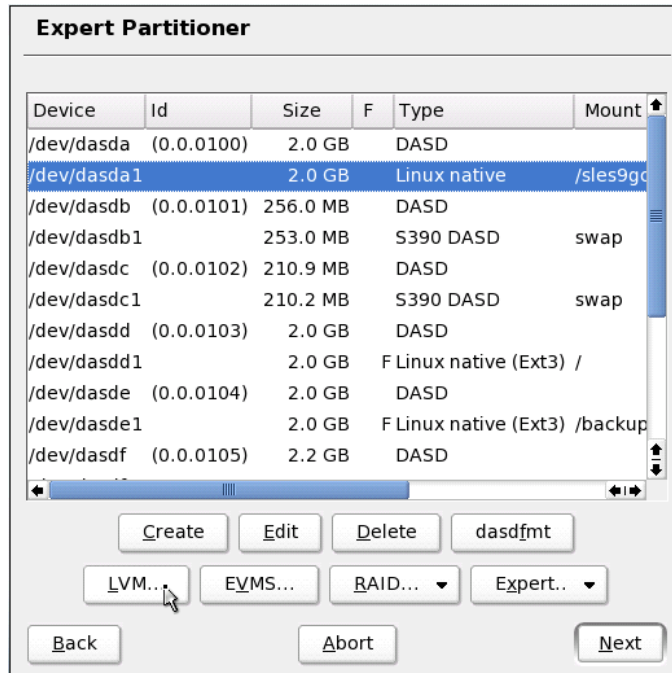 Expert Partitioner
Device Id Size F Type Mount
/dev/dasda (0.0.0100) 2.0 GB DASD
/dev/dasda1 2.0 GB Linux native /sles9gc
/dev/dasdb (0.0.0101) 256.0 MB DASD
/dev/dasdb1 253.0 MB S390 DASD swap
/dev/dasdc (0.0.0102) 210.9 MB DASD
/dev/dasdc1 210.2 MB S390 DASD swap
/dev/dasdd (0.0.0103) 2.0 GB DASD
/dev/dasdd1 2.0 GB F Linux native (Ext3) /
/dev/dasde (0.0.0104) 2.0 GB DASD
/dev/dasde1 2.0 GB F Linux native (Ext3) /backup
/dev/dasdf (0.0.0105) 2.2 GB DASD
Create Edit Delete dasdfmt
LVM... EVMS... RAID... Expert..
Back Abort Next